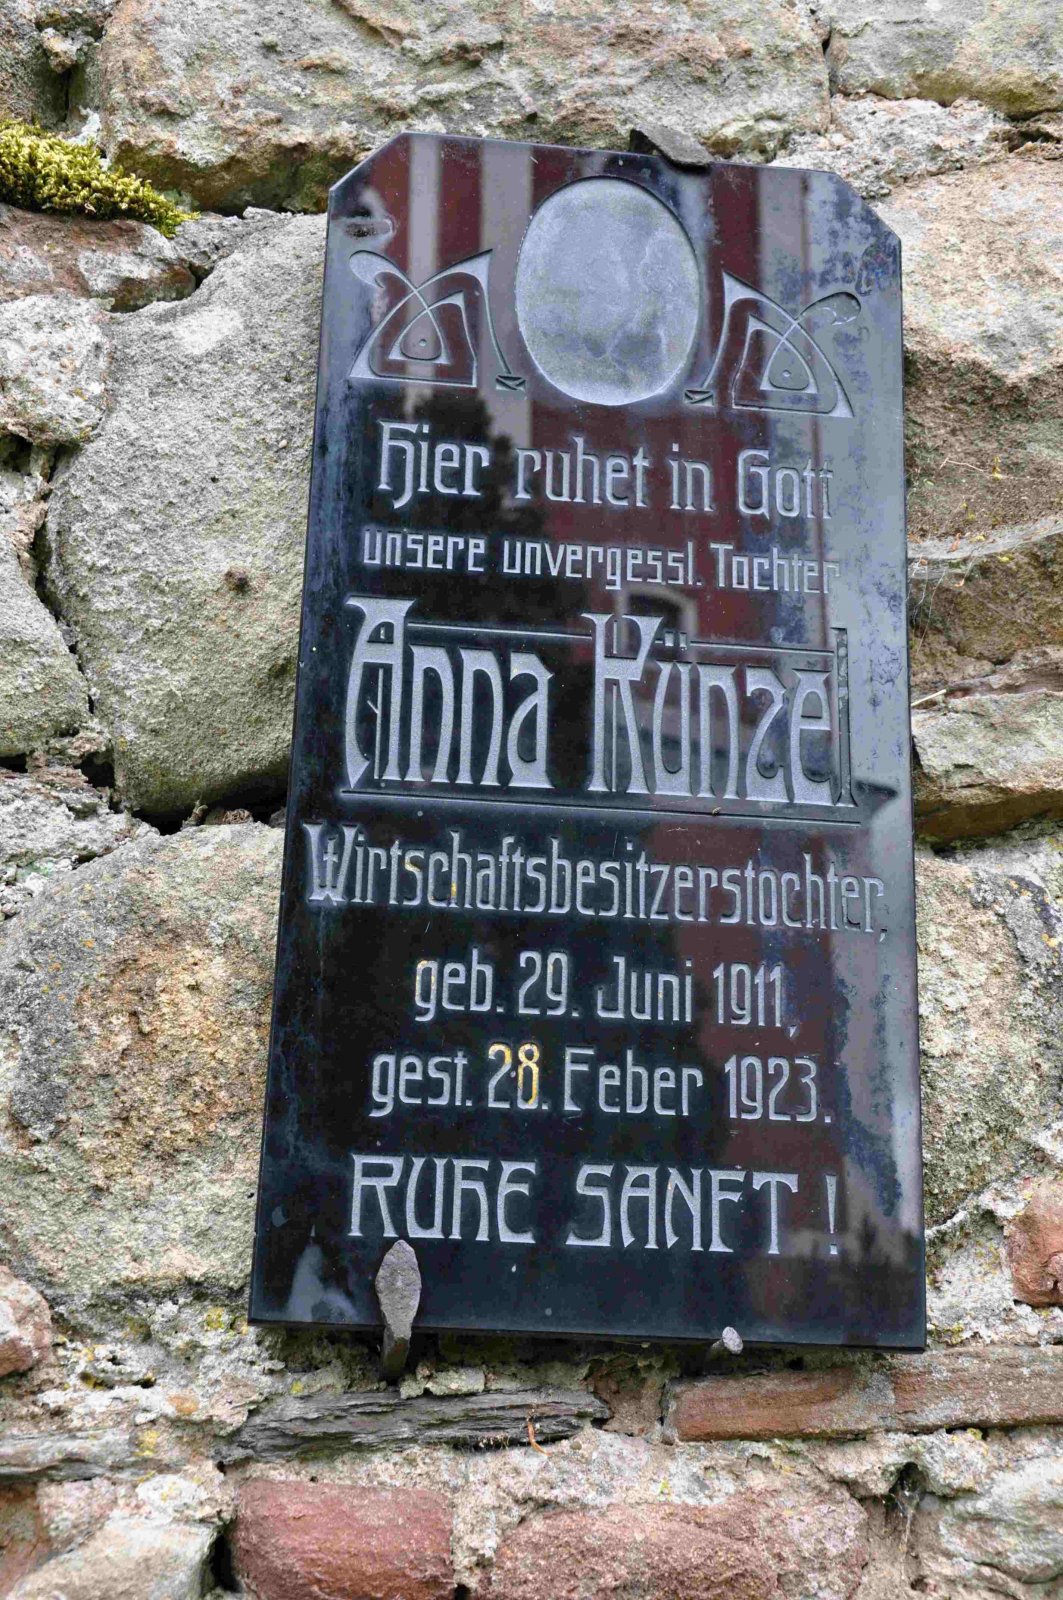 Hier ruhet in Gott
unsere unvergessl. Tochter
Anna Künzel
Wirtschaftsbesitzerstochter,
geb. 29. Juni 1911,
gest. 28. Feber 1923.
RUHE SANFT!